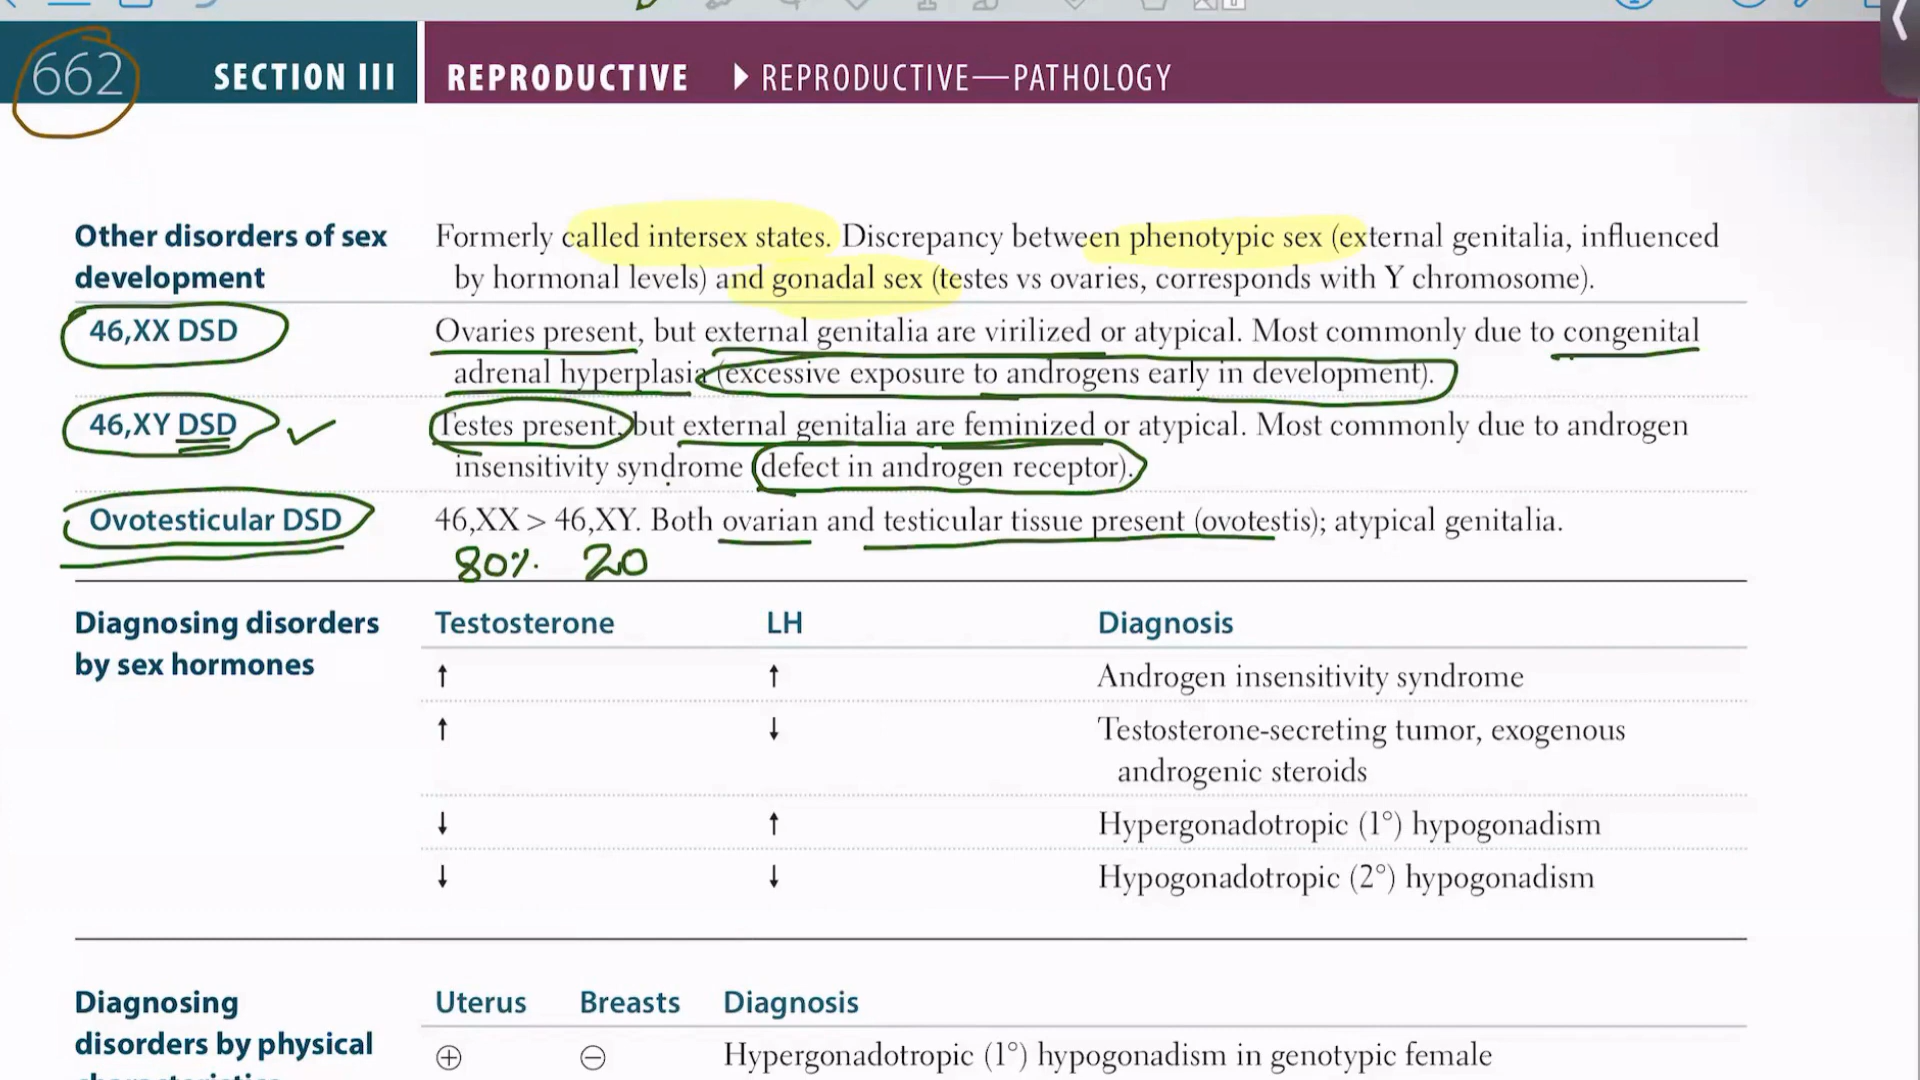 662 SECTION III REPRODUCTIVE ▶ REPRODUCTIVE—PATHOLOGY
Other disorders of sex development
Formerly called intersex states. Discrepancy between phenotypic sex (external genitalia, influenced
by hormonal levels) and gonadal sex (testes vs ovaries, corresponds with Y chromosome).
46,XX DSD
Ovaries present, but external genitalia are virilized or atypical. Most commonly due to congenital
adrenal hyperplasia (excessive exposure to androgens early in development).
46,XY DSD
Testes present, but external genitalia are feminized or atypical. Most commonly due to androgen
insensitivity syndrome (defect in androgen receptor).
Ovotesticular DSD
46,XX > 46,XY. Both ovarian and testicular tissue present (ovotestis); atypical genitalia.
80% 20
Diagnosing disorders
by sex hormones
Testosterone LH Diagnosis
↑ ↑ Androgen insensitivity syndrome
↑ ↓ Testosterone-secreting tumor, exogenous
androgenic steroids
↓ ↑ Hypergonadotropic (1°) hypogonadism
↓ ↓ Hypogonadotropic (2°) hypogonadism
Diagnosing
disorders by physical
characteristics
Uterus Breasts Diagnosis
⊕ ⊖ Hypergonadotropic (1°) hypogonadism in genotypic female